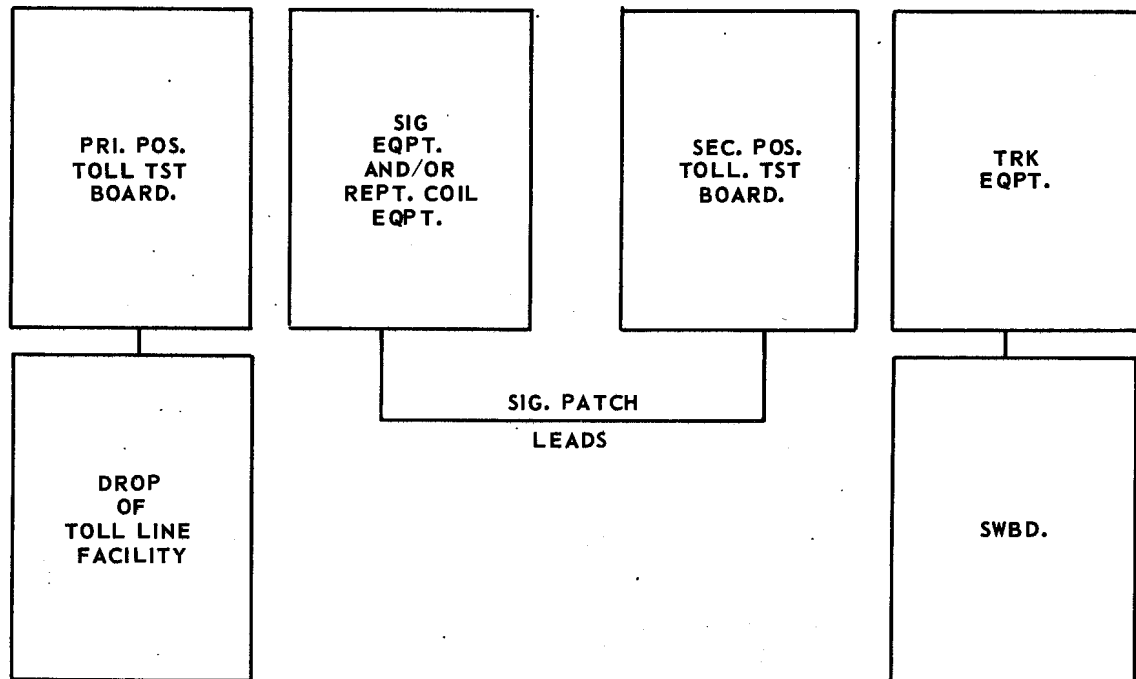 PRI. POS.
TOLL TST
BOARD.
SIG
EQPT.
AND/OR
REPT. COIL
EQPT.
SEC. POS.
TOLL. TST
BOARD.
TRK
EQPT.
SIG. PATCH
LEADS
DROP
OF
TOLL LINE
FACILITY
SWBD.